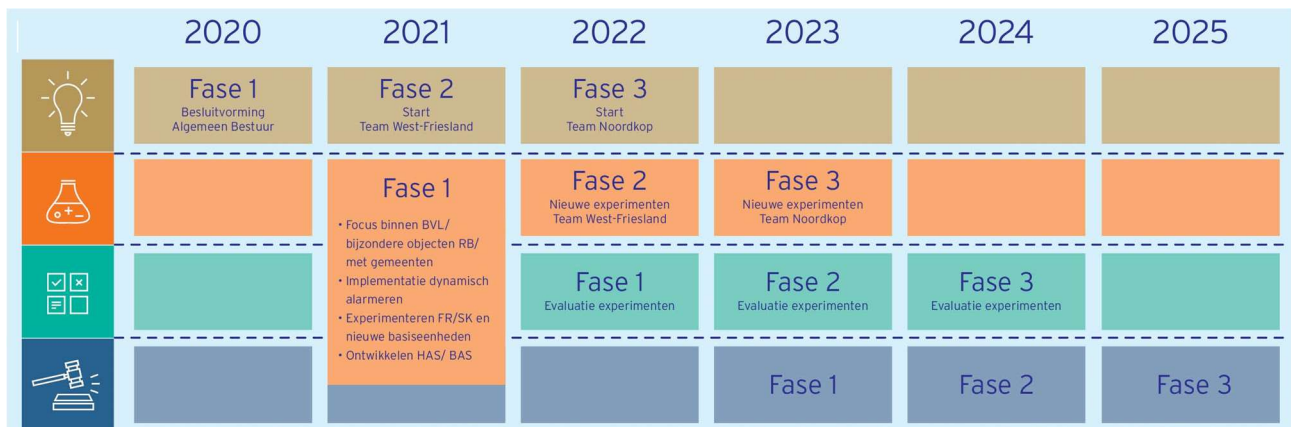 2020 2021 2022 2023 2024 2025
Fase 1
Besluitvorming
Algemeen Bestuur
Fase 2
Start
Team West-Friesland
Fase 3
Start
Team Noordkop
Fase 1
• Focus binnen BVL/
bijzondere objecten RB/
met gemeenten
• Implementatie dynamisch
alarmeren
• Experimenteren FR/SK en
nieuwe basiseenheden
• Ontwikkelen HAS/ BAS
Fase 2
Nieuwe experimenten
Team West-Friesland
Fase 3
Nieuwe experimenten
Team Noordkop
Fase 1
Evaluatie experimenten
Fase 2
Evaluatie experimenten
Fase 3
Evaluatie experimenten
Fase 1
Fase 2
Fase 3